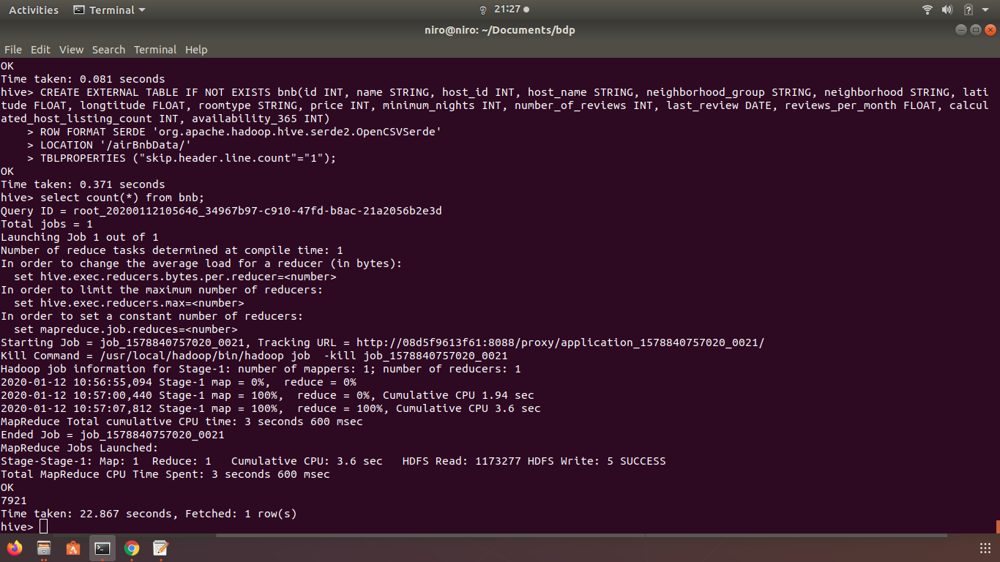 Activities Terminal 21:27
niro@niro: ~/Documents/bdp
File Edit View Search Terminal Help
OK
Time taken: 0.081 seconds
hive> CREATE EXTERNAL TABLE IF NOT EXISTS bnb(id INT, name STRING, host_id INT, host_name STRING, neighborhood_group STRING, neighborhood STRING, lati
tude FLOAT, longtitude FLOAT, roomtype STRING, price INT, minimum_nights INT, number_of_reviews INT, last_review DATE, reviews_per_month FLOAT, calcul
ated_host_listing_count INT, availability_365 INT)
    > ROW FORMAT SERDE 'org.apache.hadoop.hive.serde2.OpenCSVSerde'
    > LOCATION '/airBnbData/'
    > TBLPROPERTIES ("skip.header.line.count"="1");
OK
Time taken: 0.371 seconds
hive> select count(*) from bnb;
Query ID = root_20200112105646_34967b97-c910-47fd-b8ac-21a2056b2e3d
Total jobs = 1
Launching Job 1 out of 1
Number of reduce tasks determined at compile time: 1
In order to change the average load for a reducer (in bytes):
  set hive.exec.reducers.bytes.per.reducer=<number>
In order to limit the maximum number of reducers:
  set hive.exec.reducers.max=<number>
In order to set a constant number of reducers:
  set mapreduce.job.reduces=<number>
Starting Job = job_1578840757020_0021, Tracking URL = http://08d5f9613f61:8088/proxy/application_1578840757020_0021/
Kill Command = /usr/local/hadoop/bin/hadoop job  -kill job_1578840757020_0021
Hadoop job information for Stage-1: number of mappers: 1; number of reducers: 1
2020-01-12 10:56:55,094 Stage-1 map = 0%,  reduce = 0%
2020-01-12 10:57:00,440 Stage-1 map = 100%,  reduce = 0%, Cumulative CPU 1.94 sec
2020-01-12 10:57:07,812 Stage-1 map = 100%,  reduce = 100%, Cumulative CPU 3.6 sec
MapReduce Total cumulative CPU time: 3 seconds 600 msec
Ended Job = job_1578840757020_0021
MapReduce Jobs Launched:
Stage-Stage-1: Map: 1  Reduce: 1   Cumulative CPU: 3.6 sec   HDFS Read: 1173277 HDFS Write: 5 SUCCESS
Total MapReduce CPU Time Spent: 3 seconds 600 msec
OK
7921
Time taken: 22.867 seconds, Fetched: 1 row(s)
hive>